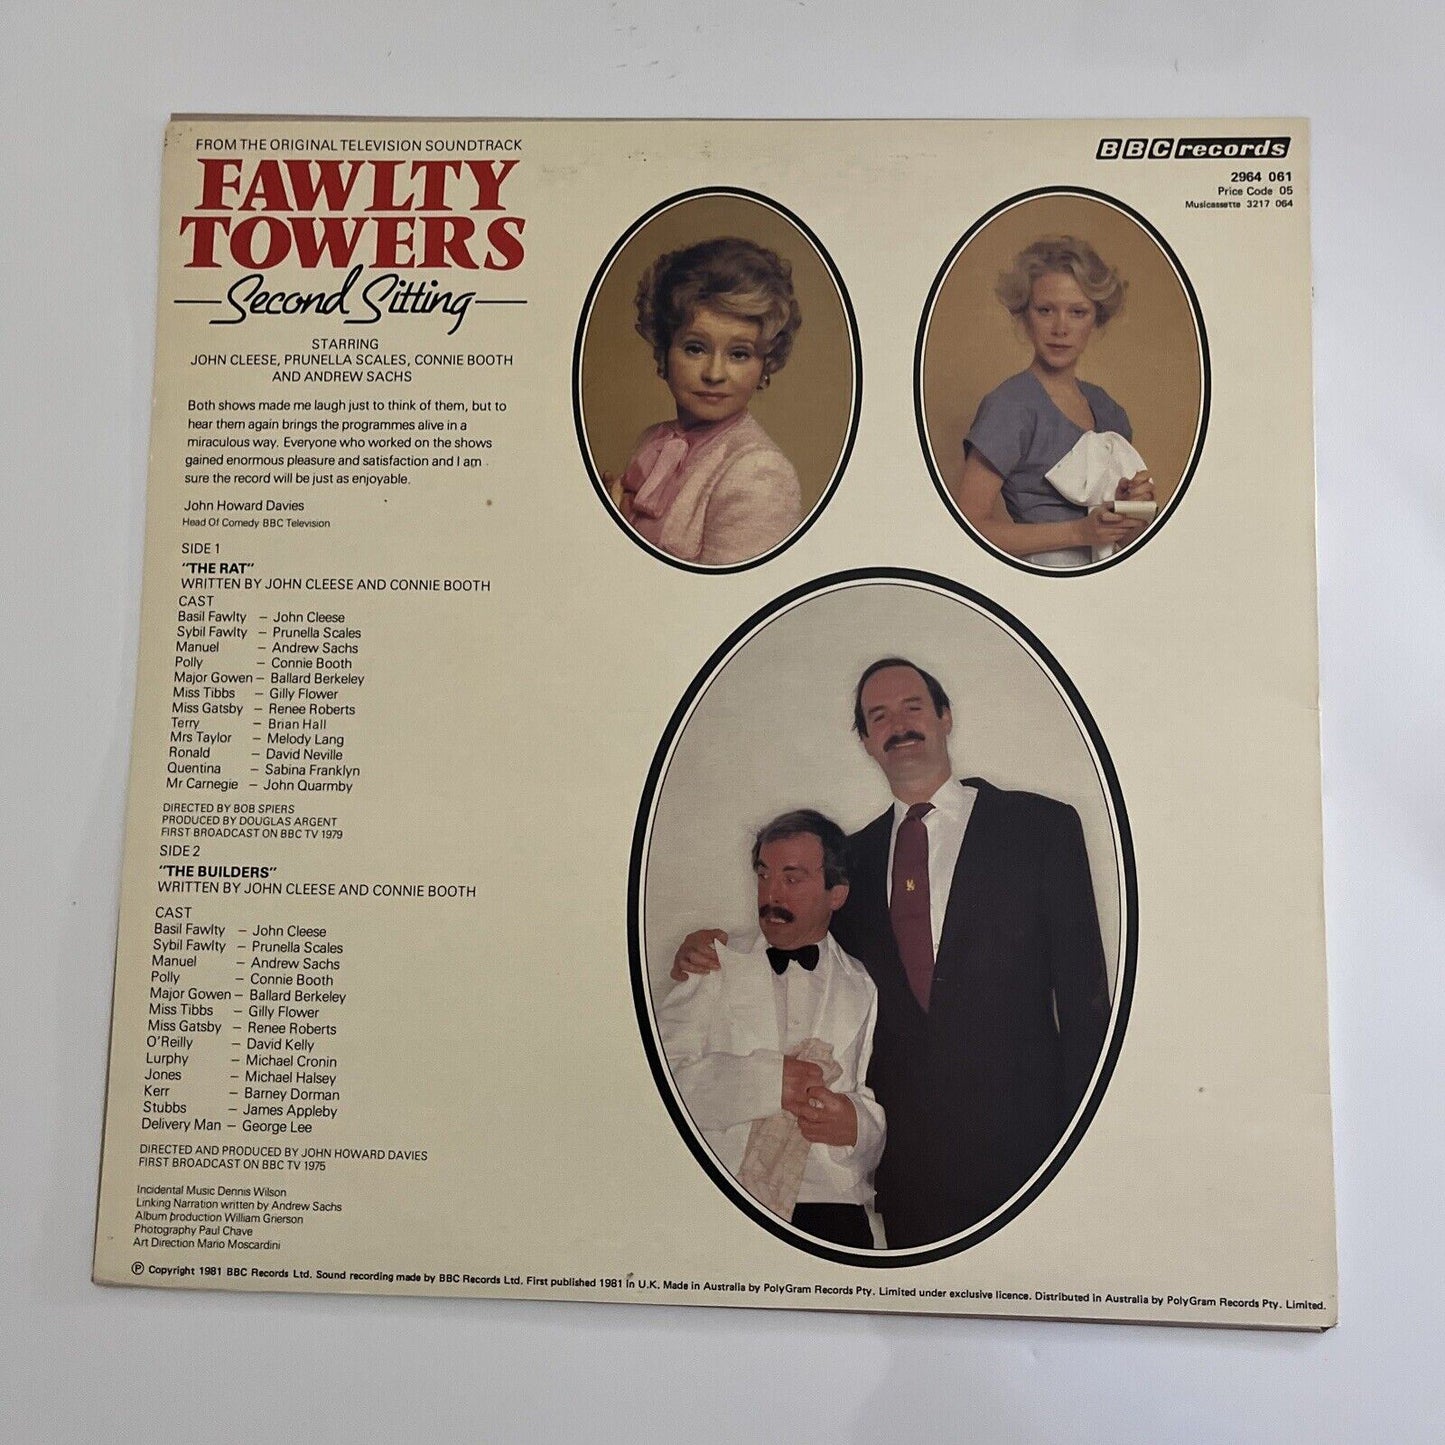 FROM THE ORIGINAL TELEVISION SOUNDTRACK
FAWLTY
TOWERS
Second Sitting
STARRING
JOHN CLEESE, PRUNELLA SCALES, CONNIE BOOTH
AND ANDREW SACHS
Both shows made me laugh just to think of them, but to
hear them again brings the programmes alive in a
miraculous way. Everyone who worked on the shows
gained enormous pleasure and satisfaction and I am
sure the record will be just as enjoyable.
John Howard Davies
Head Of Comedy BBC Television
SIDE 1
"THE RAT"
WRITTEN BY JOHN CLEESE AND CONNIE BOOTH
CAST
Basil Fawlty – John Cleese
Sybil Fawlty – Prunella Scales
Manuel – Andrew Sachs
Polly – Connie Booth
Major Gowen – Ballard Berkeley
Miss Tibbs – Gilly Flower
Miss Gatsby – Renee Roberts
Terry – Brian Hall
Mrs Taylor – Melody Lang
Ronald – David Neville
Quentina – Sabina Franklyn
Mr Carnegie – John Quarmby
DIRECTED BY BOB SPIERS
PRODUCED BY DOUGLAS ARGENT
FIRST BROADCAST ON BBC TV 1979
SIDE 2
"THE BUILDERS"
WRITTEN BY JOHN CLEESE AND CONNIE BOOTH
CAST
Basil Fawlty – John Cleese
Sybil Fawlty – Prunella Scales
Manuel – Andrew Sachs
Polly – Connie Booth
Major Gowen – Ballard Berkeley
Miss Tibbs – Gilly Flower
Miss Gatsby – Renee Roberts
O'Reilly – David Kelly
Lurphy – Michael Cronin
Jones – Michael Halsey
Kerr – Barney Dorman
Stubbs – James Appleby
Delivery Man – George Lee
DIRECTED AND PRODUCED BY JOHN HOWARD DAVIES
FIRST BROADCAST ON BBC TV 1975
Incidental Music Dennis Wilson
Linking Narration written by Andrew Sachs
Album production William Grierson
Photography Paul Chave
Art Direction Mario Moscardini
BBC records
2964 061
Price Code 05
Musicassette 3217 064
Ⓟ Copyright 1981 BBC Records Ltd. Sound recording made by BBC Records Ltd. First published 1981 in U.K. Made in Australia by PolyGram Records Pty. Limited under exclusive licence. Distributed in Australia by PolyGram Records Pty. Limited.